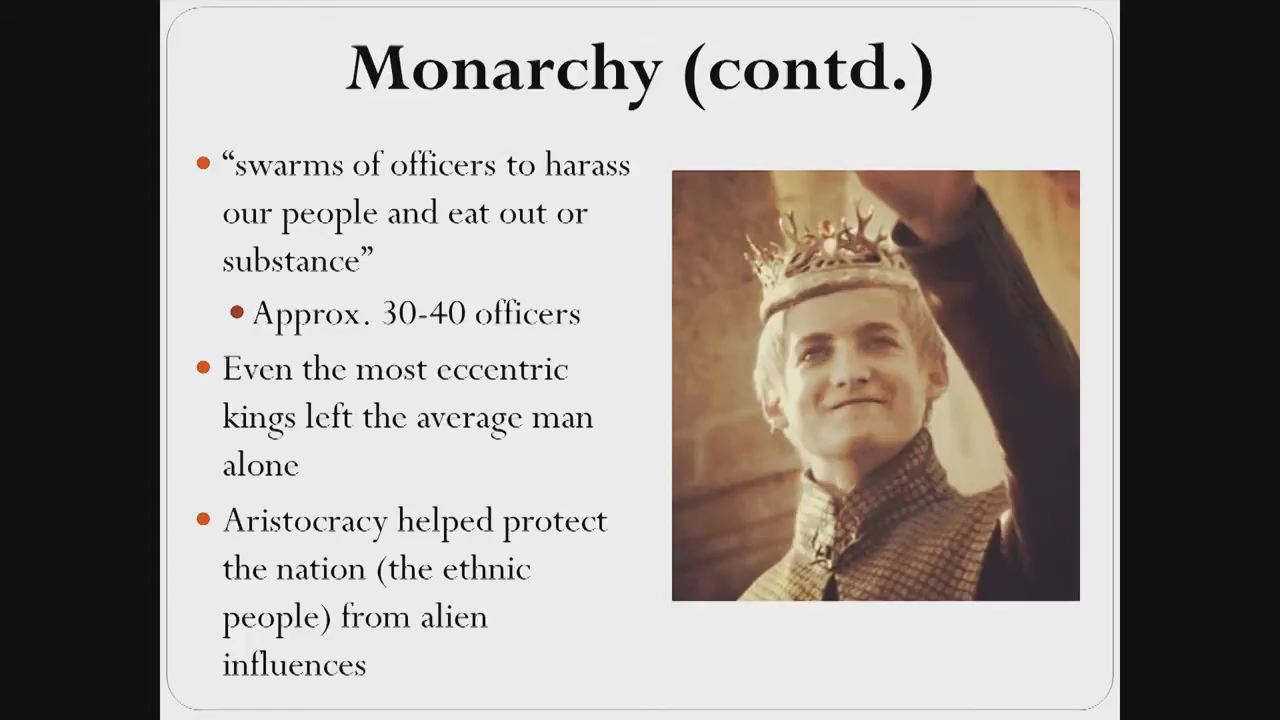 Monarchy (contd.)
“swarms of officers to harass
our people and eat out or
substance”
Approx. 30-40 officers
Even the most eccentric
kings left the average man
alone
Aristocracy helped protect
the nation (the ethnic
people) from alien
influences